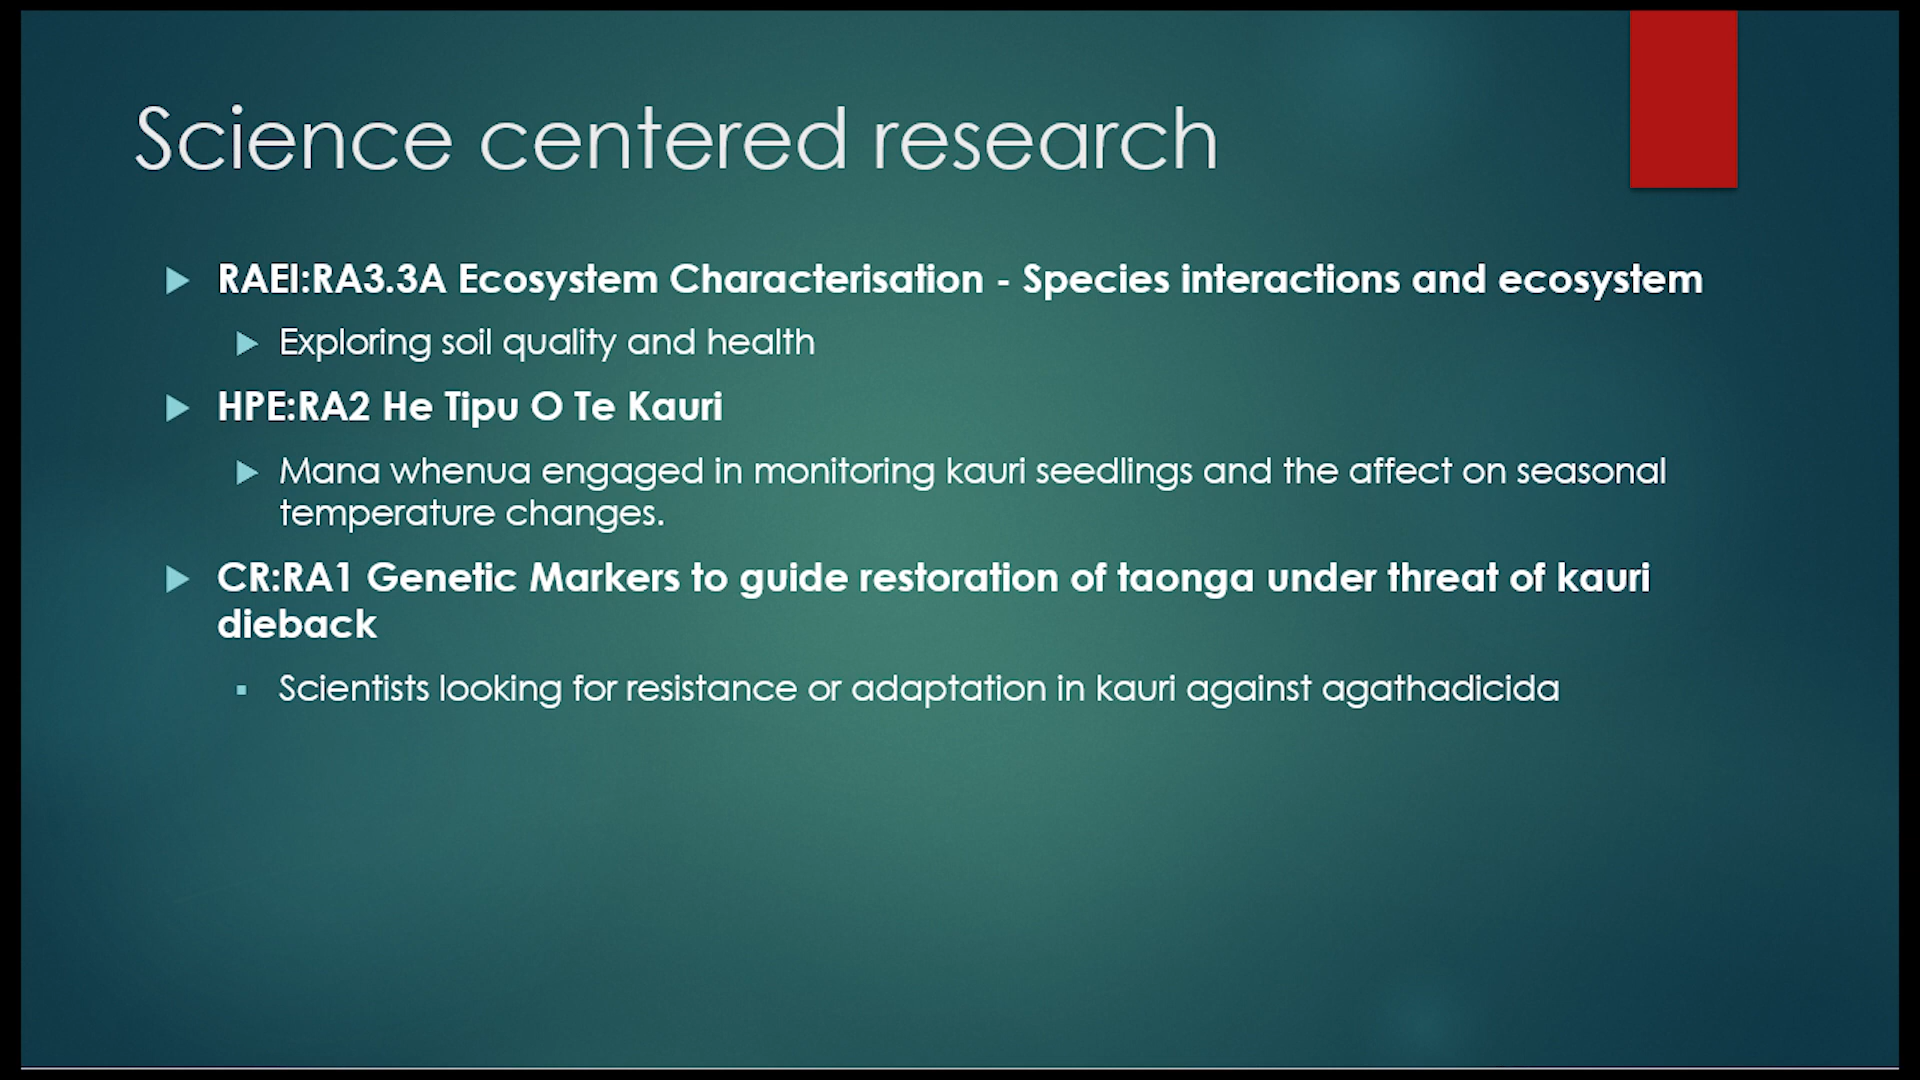 Science centered research
RAEI:RA3.3A Ecosystem Characterisation - Species interactions and ecosystem
Exploring soil quality and health
HPE:RA2 He Tipu O Te Kauri
Mana whenua engaged in monitoring kauri seedlings and the affect on seasonal
temperature changes.
CR:RA1 Genetic Markers to guide restoration of taonga under threat of kauri
dieback
Scientists looking for resistance or adaptation in kauri against agathadicida